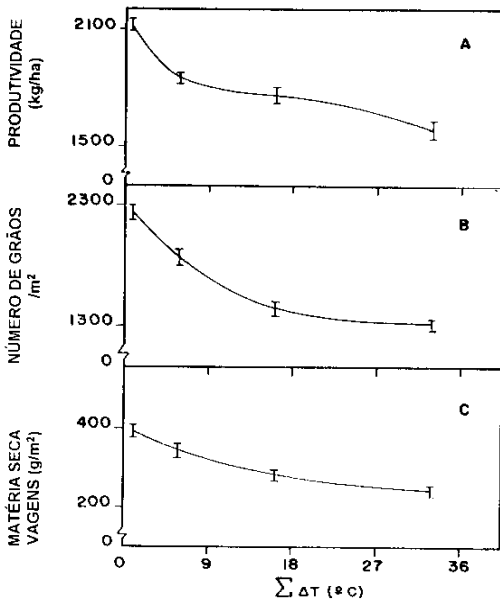 PRODUTIVIDADE
(kg/ha)
2100
1500
0
A
NÚMERO DE GRÃOS
/m²
2300
1300
0
B
MATÉRIA SECA
VAGENS (g/m²)
400
200
0
C
0 9 18 27 36
∑ ΔT (ºC)